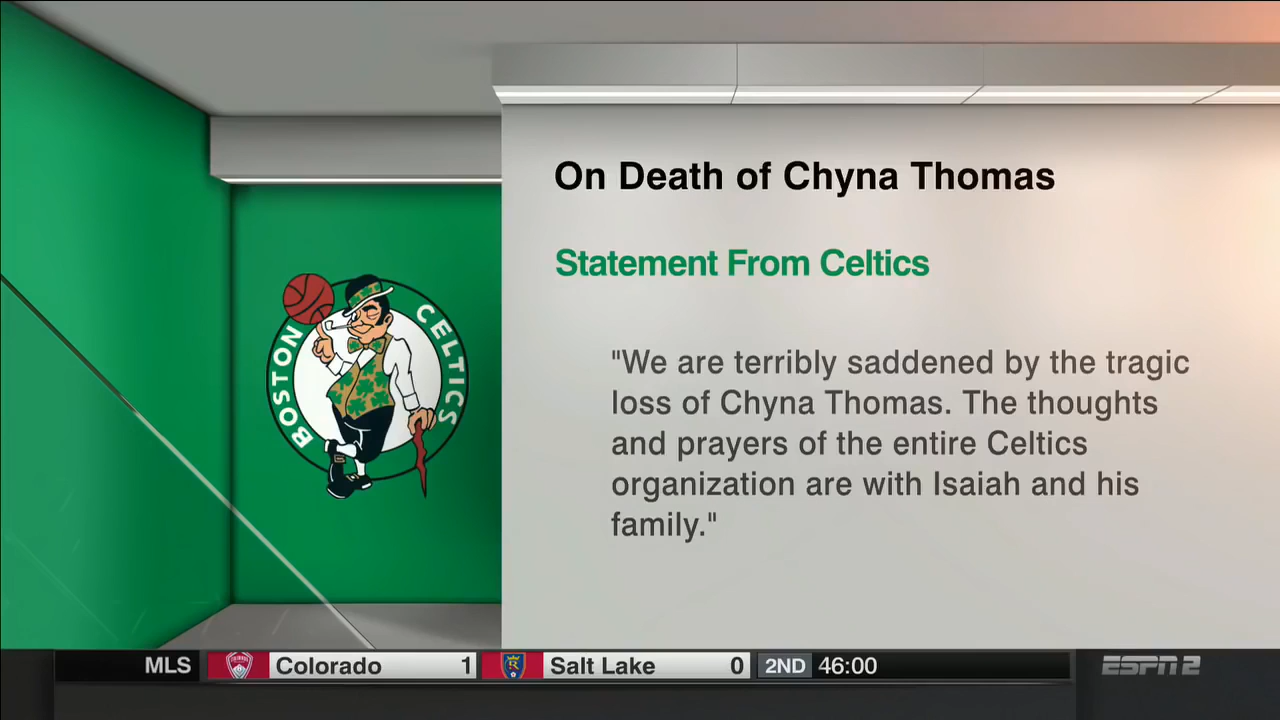 On Death of Chyna Thomas
Statement From Celtics
"We are terribly saddened by the tragic
loss of Chyna Thomas. The thoughts
and prayers of the entire Celtics
organization are with Isaiah and his
family."
BOSTON CELTICS
MLS Colorado 1 Salt Lake 0 2ND 46:00 ESPN2